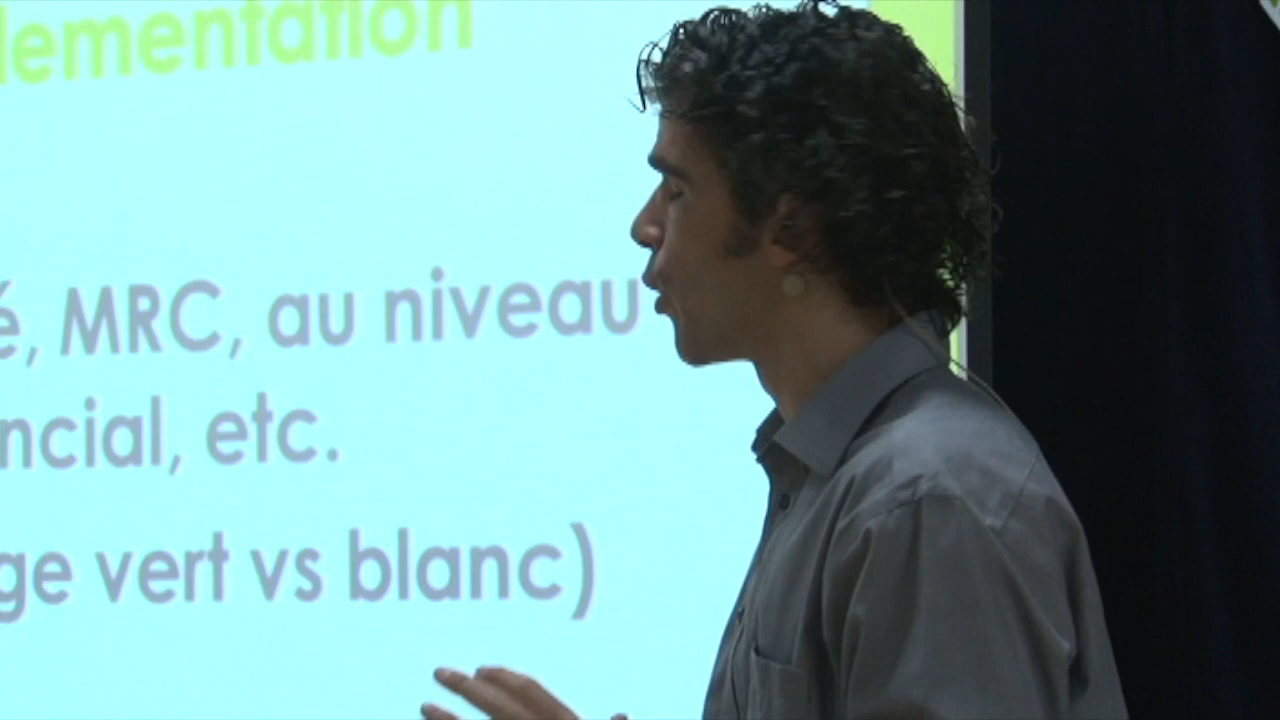 lementation
é, MRC, au niveau
ncial, etc.
ge vert vs blanc)